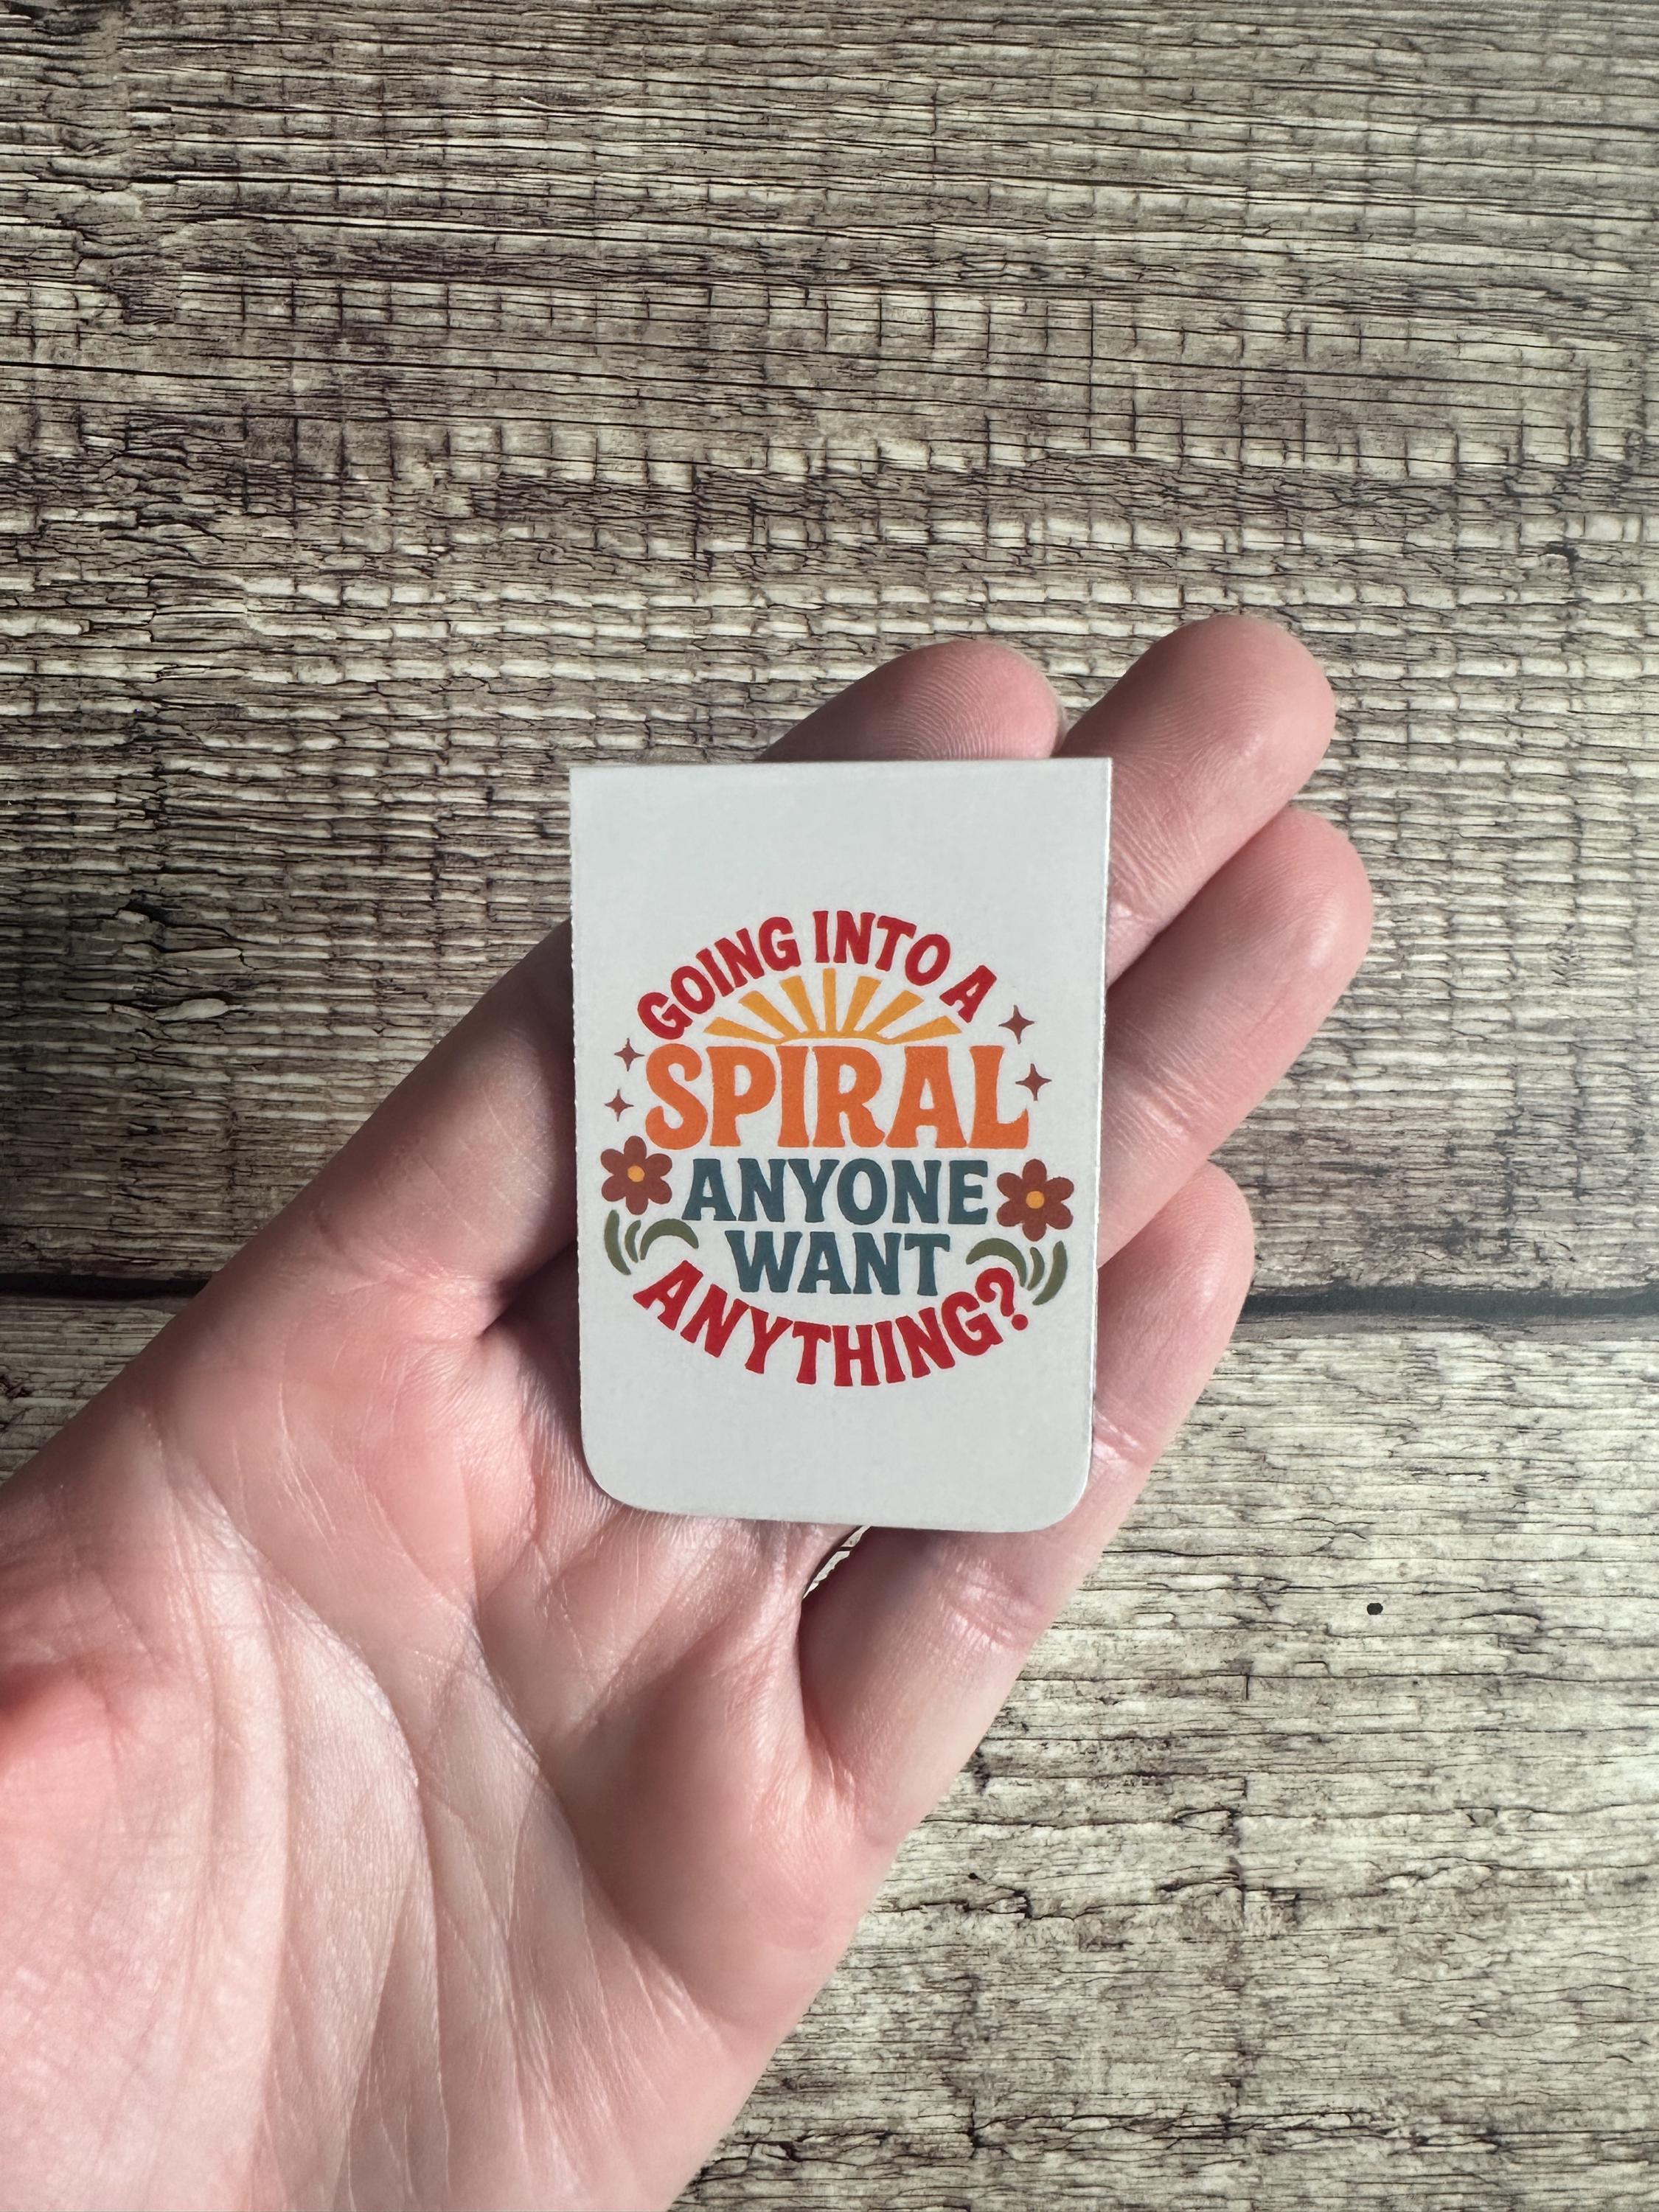 GOING INTO A
SPIRAL
ANYONE
WANT
ANYTHING?